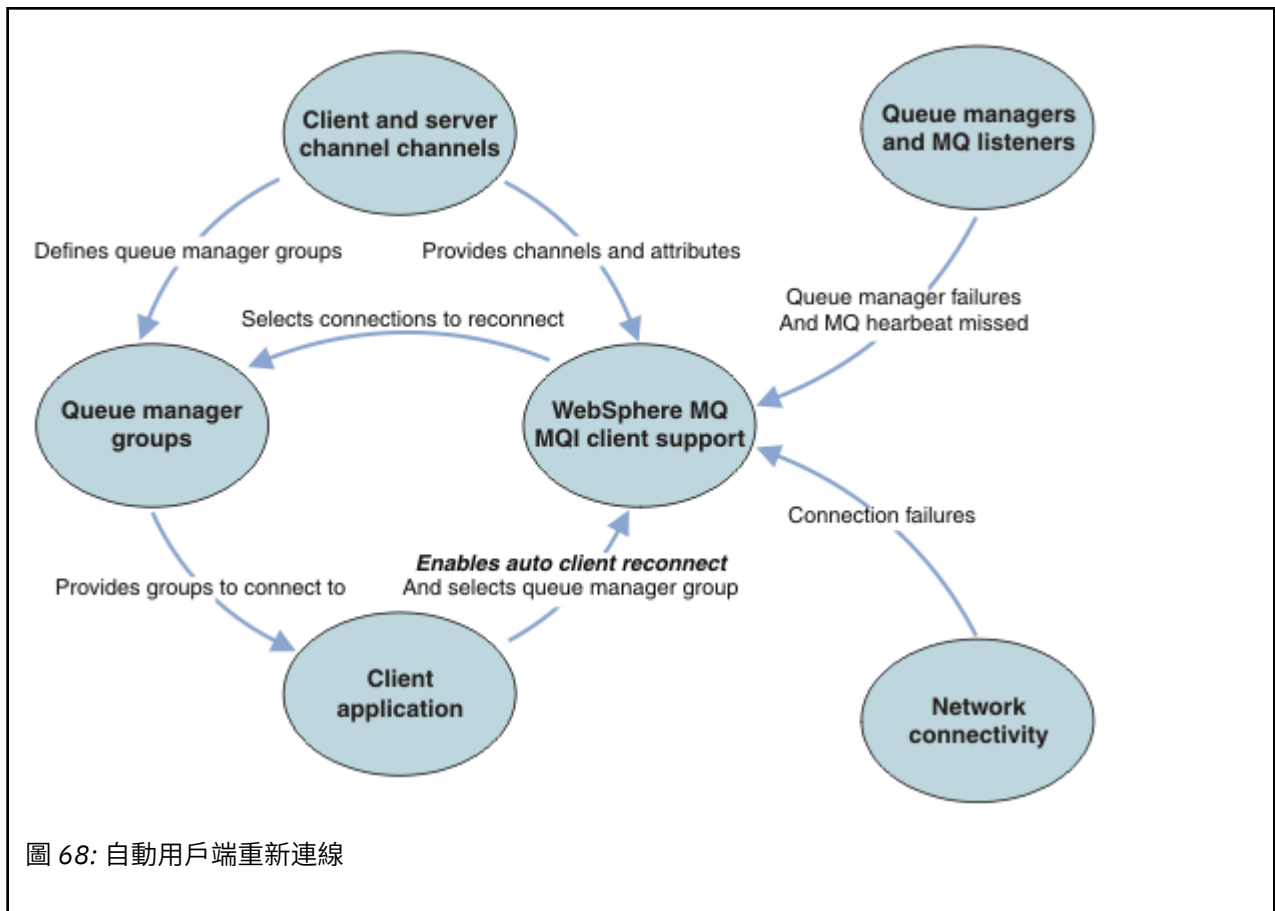 Client and server
channel channels
Queue managers
and MQ listeners
Defines queue manager groups
Provides channels and attributes
Queue manager failures
And MQ hearbeat missed
Selects connections to reconnect
Queue manager
groups
WebSphere MQ
MQI client support
Connection failures
Enables auto client reconnect
And selects queue manager group
Provides groups to connect to
Client
application
Network
connectivity
圖 68: 自動用戶端重新連線